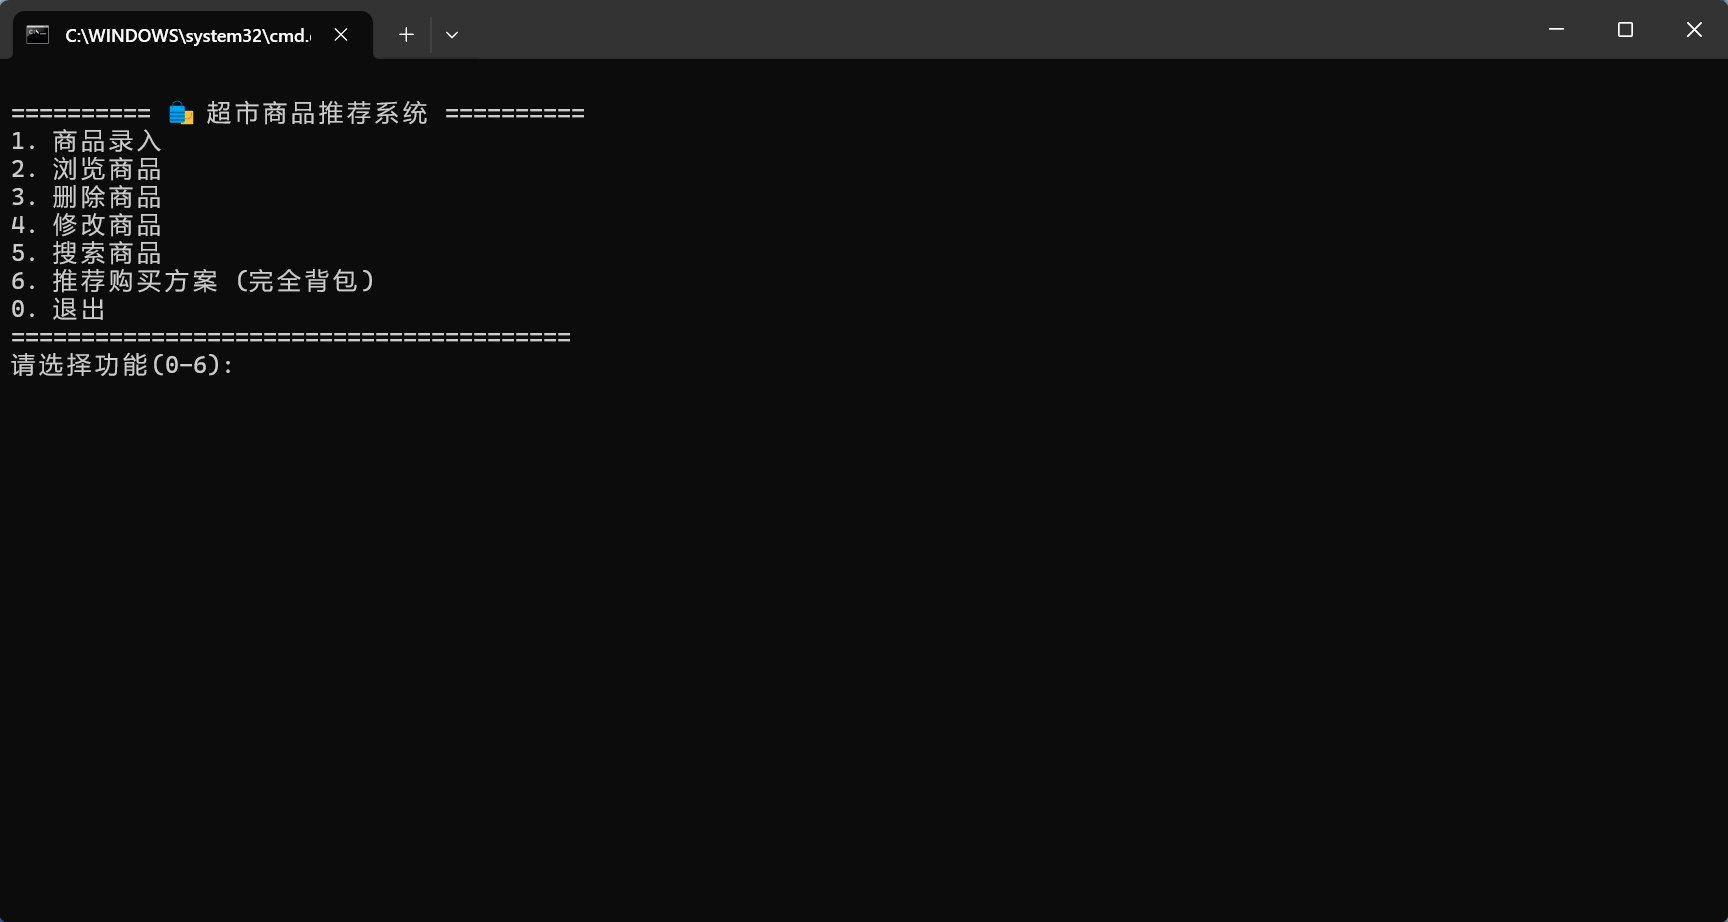 C:\WINDOWS\system32\cmd.
========== 🛍️ 超市商品推荐系统 ==========
1. 商品录入
2. 浏览商品
3. 删除商品
4. 修改商品
5. 搜索商品
6. 推荐购买方案 (完全背包)
0. 退出
========================================
请选择功能(0-6):